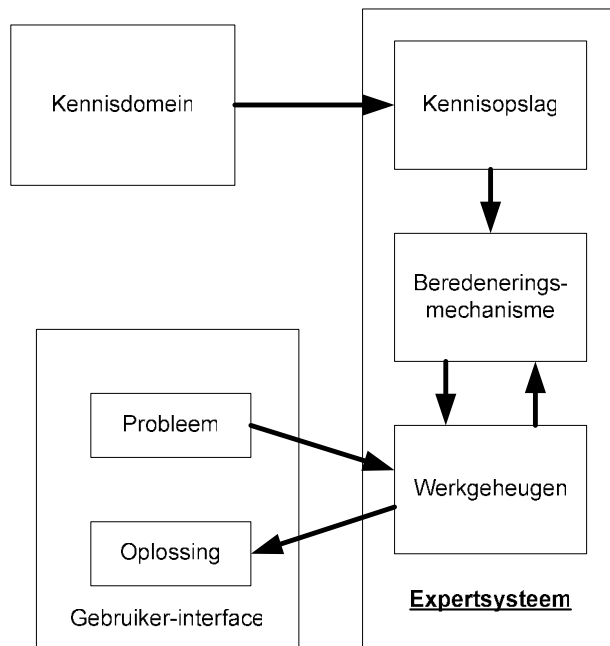 Kennisdomein
Kennisopslag
Beredenerings-
mechanisme
Probleem
Werkgeheugen
Oplossing
Expertsysteem
Gebruiker-interface